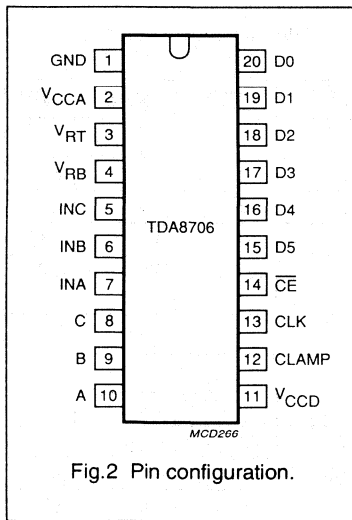 GND 1 20 D0
VCCA 2 19 D1
VRT 3 18 D2
VRB 4 17 D3
INC 5 16 D4
TDA8706
INB 6 15 D5
INA 7 14 CE
C 8 13 CLK
B 9 12 CLAMP
A 10 11 VCCD
MCD266
Fig.2 Pin configuration.